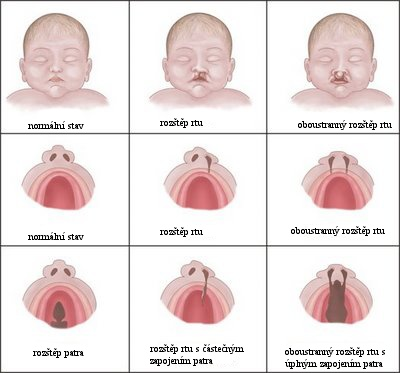 normální stav
rozštěp rtu
oboustranný rozštěp rtu
normální stav
rozštěp rtu
oboustranný rozštěp rtu
rozštěp patra
rozštěp rtu s částečným
zapojením patra
oboustranný rozštěp rtu s
úplným zapojením patra